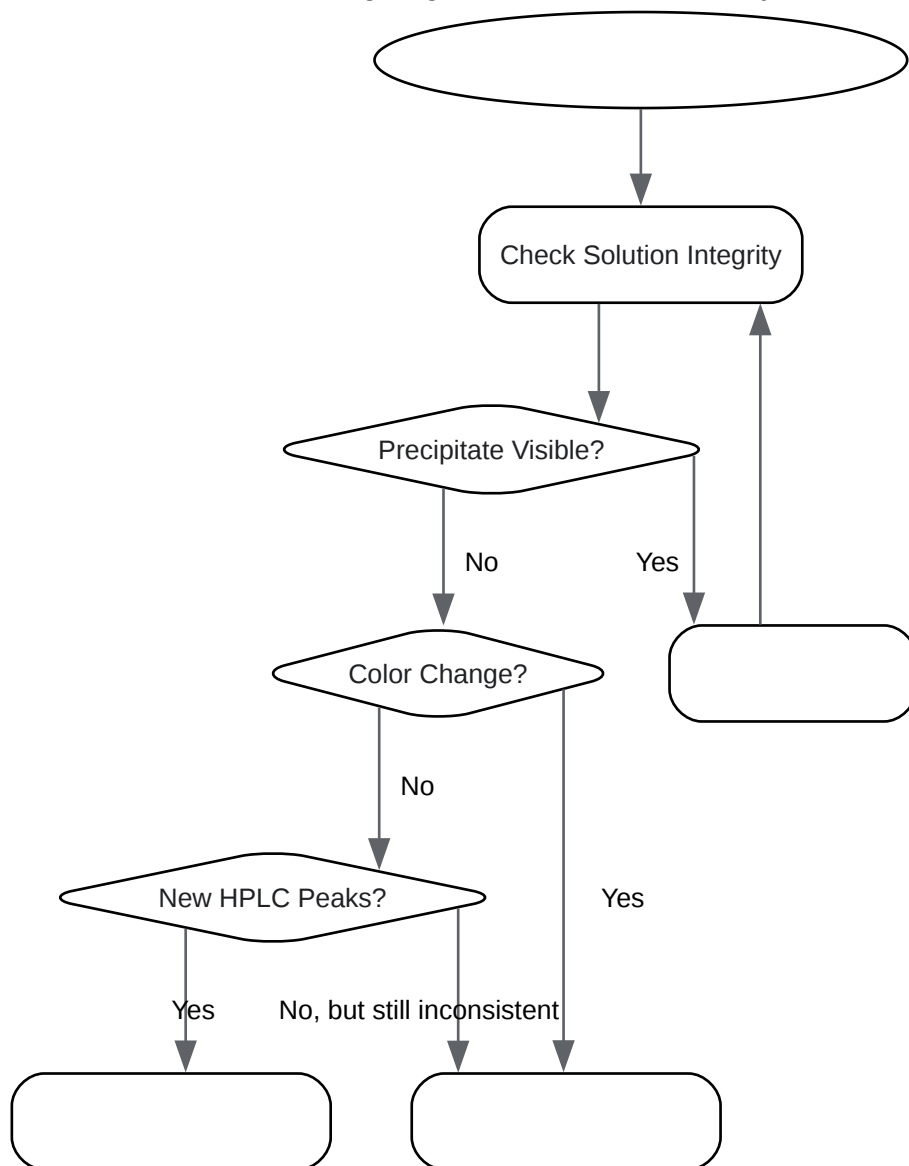 Check Solution Integrity
Precipitate Visible?
No
Yes
Color Change?
No
New HPLC Peaks?
Yes
Yes
No, but still inconsistent